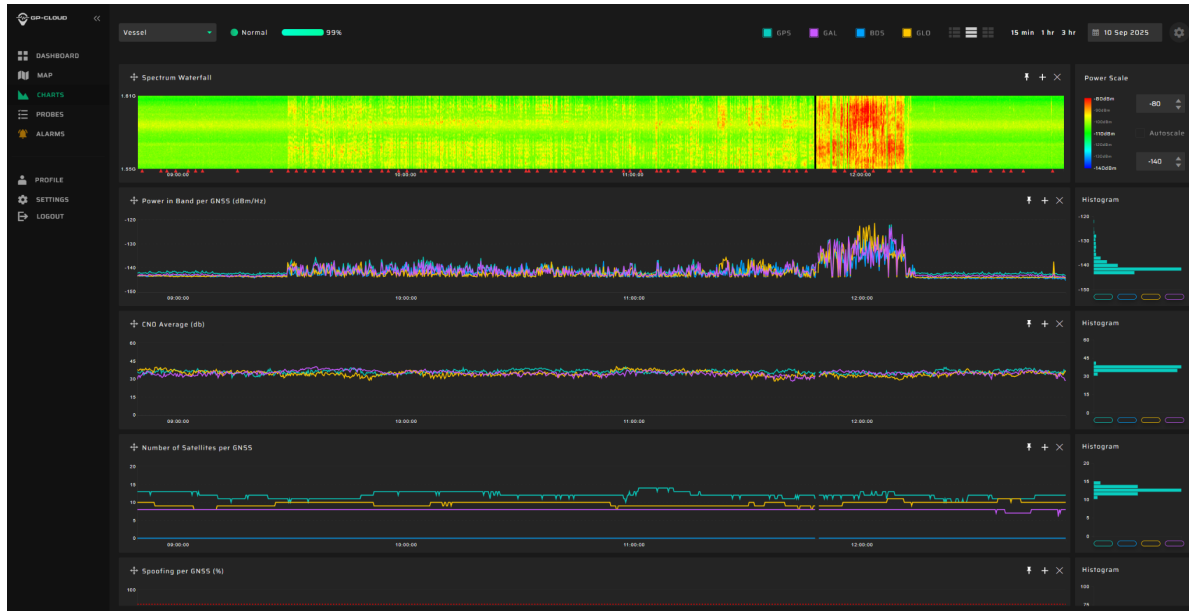 GP-CLOUD
DASHBOARD
MAP
CHARTS
PROBES
ALARMS
PROFILE
SETTINGS
LOGOUT
Vessel
Normal 99%
GPS GAL BDS GLO
15 min 1 hr 3 hr
10 Sep 2025
Spectrum Waterfall
1.610
1.590
09:00:00 10:00:00 11:00:00 12:00:00
Power Scale
-80dBm
-110dBm
-140dBm
-80
Autoscale
-140
Power in Band per GNSS (dBm/Hz)
-120
-130
-140
-150
09:00:00 10:00:00 11:00:00 12:00:00
Histogram
-120
-130
-140
-150
CNO Average (db)
60
45
30
15
0
09:00:00 10:00:00 11:00:00 12:00:00
Histogram
60
45
30
15
0
Number of Satellites per GNSS
20
15
10
5
0
09:00:00 10:00:00 11:00:00 12:00:00
Histogram
20
15
10
5
0
Spoofing per GNSS (%)
100
Histogram
100
75